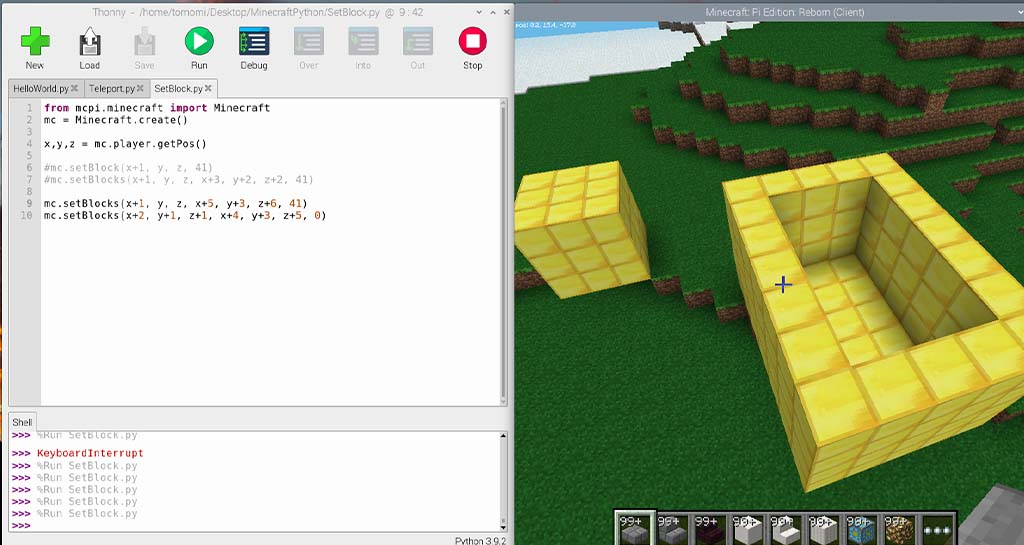 Thonny - /home/tomomi/Desktop/MinecraftPython/SetBlock.py @ 9:42
New Load Save Run Debug Over Into Out Stop
HelloWorld.py Teleport.py SetBlock.py
1 from mcpi.minecraft import Minecraft
2 mc = Minecraft.create()
3
4 x,y,z = mc.player.getPos()
5
6 #mc.setBlock(x+1, y, z, 41)
7 #mc.setBlocks(x+1, y, z, x+3, y+2, z+2, 41)
8
9 mc.setBlocks(x+1, y, z, x+5, y+3, z+6, 41)
10 mc.setBlocks(x+2, y+1, z+1, x+4, y+3, z+5, 0)
Shell
>>> %Run SetBlock.py
>>> KeyboardInterrupt
>>> %Run SetBlock.py
>>> %Run SetBlock.py
>>> %Run SetBlock.py
>>> %Run SetBlock.py
>>> %Run SetBlock.py
>>>
Python 3.9.2
Minecraft: Pi Edition: Reborn (Client)
99+ 99+ 99+ 99+ 99+ 99+ 99+ 99+